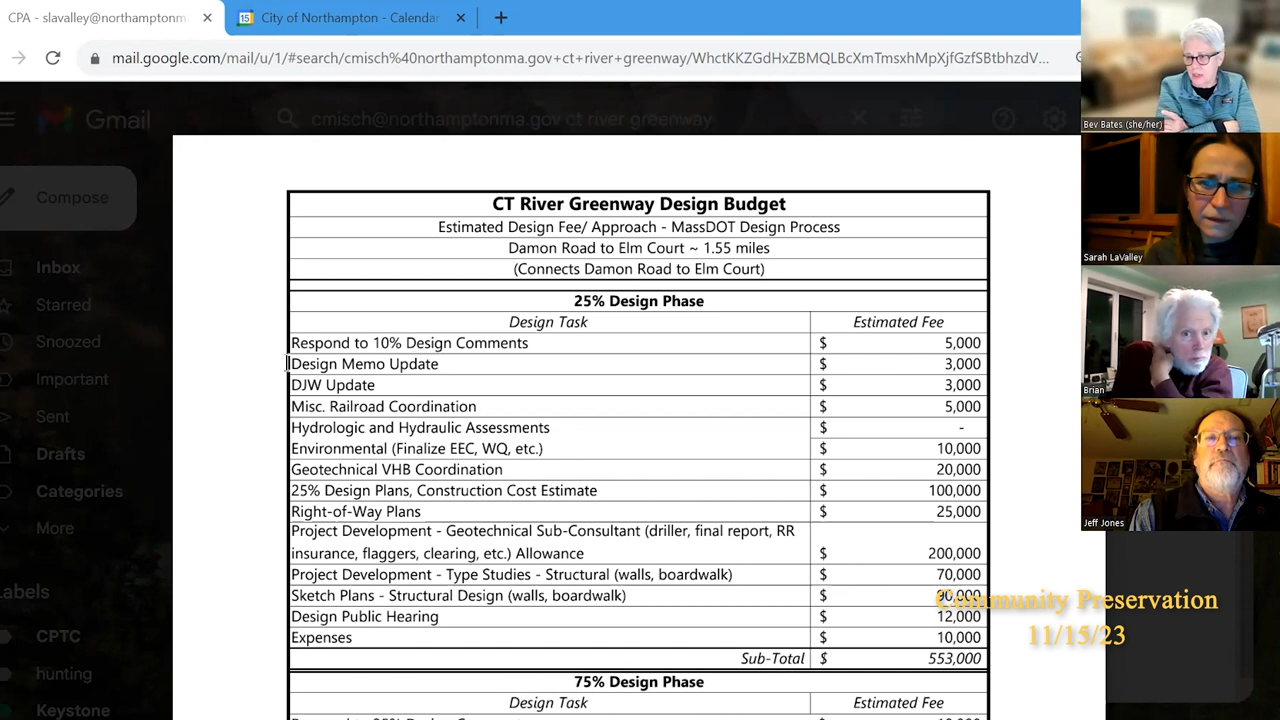 CPA - slavalley@northamptonm
City of Northampton - Calenda
mail.google.com/mail/u/1/#search/cmisch%40northamptonma.gov+ct+river+greenway/WhctKKZGdHxZBMQLBcXmTmsxhMpXjfGzfSBtbhzdV...
Gmail
cmisch@northamptonma.gov ct river greenway
Compose
Inbox
Starred
Snoozed
Important
Sent
Drafts
Categories
More
Labels
CPTC
hunting
Keystone
CT River Greenway Design Budget
Estimated Design Fee/ Approach - MassDOT Design Process
Damon Road to Elm Court ~ 1.55 miles
(Connects Damon Road to Elm Court)
25% Design Phase
Design Task Estimated Fee
Respond to 10% Design Comments $ 5,000
Design Memo Update $ 3,000
DJW Update $ 3,000
Misc. Railroad Coordination $ 5,000
Hydrologic and Hydraulic Assessments $ -
Environmental (Finalize EEC, WQ, etc.) $ 10,000
Geotechnical VHB Coordination $ 20,000
25% Design Plans, Construction Cost Estimate $ 100,000
Right-of-Way Plans $ 25,000
Project Development - Geotechnical Sub-Consultant (driller, final report, RR
insurance, flaggers, clearing, etc.) Allowance $ 200,000
Project Development - Type Studies - Structural (walls, boardwalk) $ 70,000
Sketch Plans - Structural Design (walls, boardwalk) $
Design Public Hearing $ 12,000
Expenses $ 10,000
Sub-Total $ 553,000
75% Design Phase
Design Task Estimated Fee
Bev Bates (she/her)
Sarah LaValley
Brian
Jeff Jones
Community Preservation
11/15/23